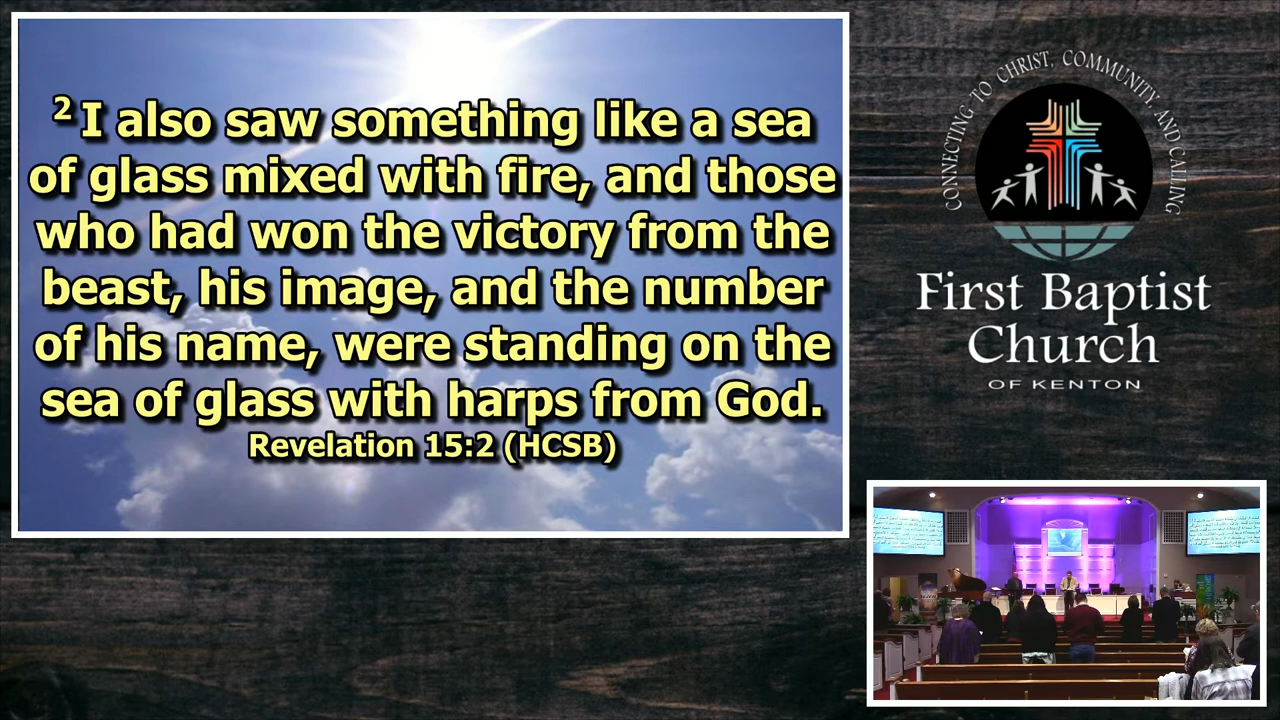 2 I also saw something like a sea
of glass mixed with fire, and those
who had won the victory from the
beast, his image, and the number
of his name, were standing on the
sea of glass with harps from God.
Revelation 15:2 (HCSB)
CONNECTING TO CHRIST, COMMUNITY, AND CALLING
First Baptist
Church
OF KENTON